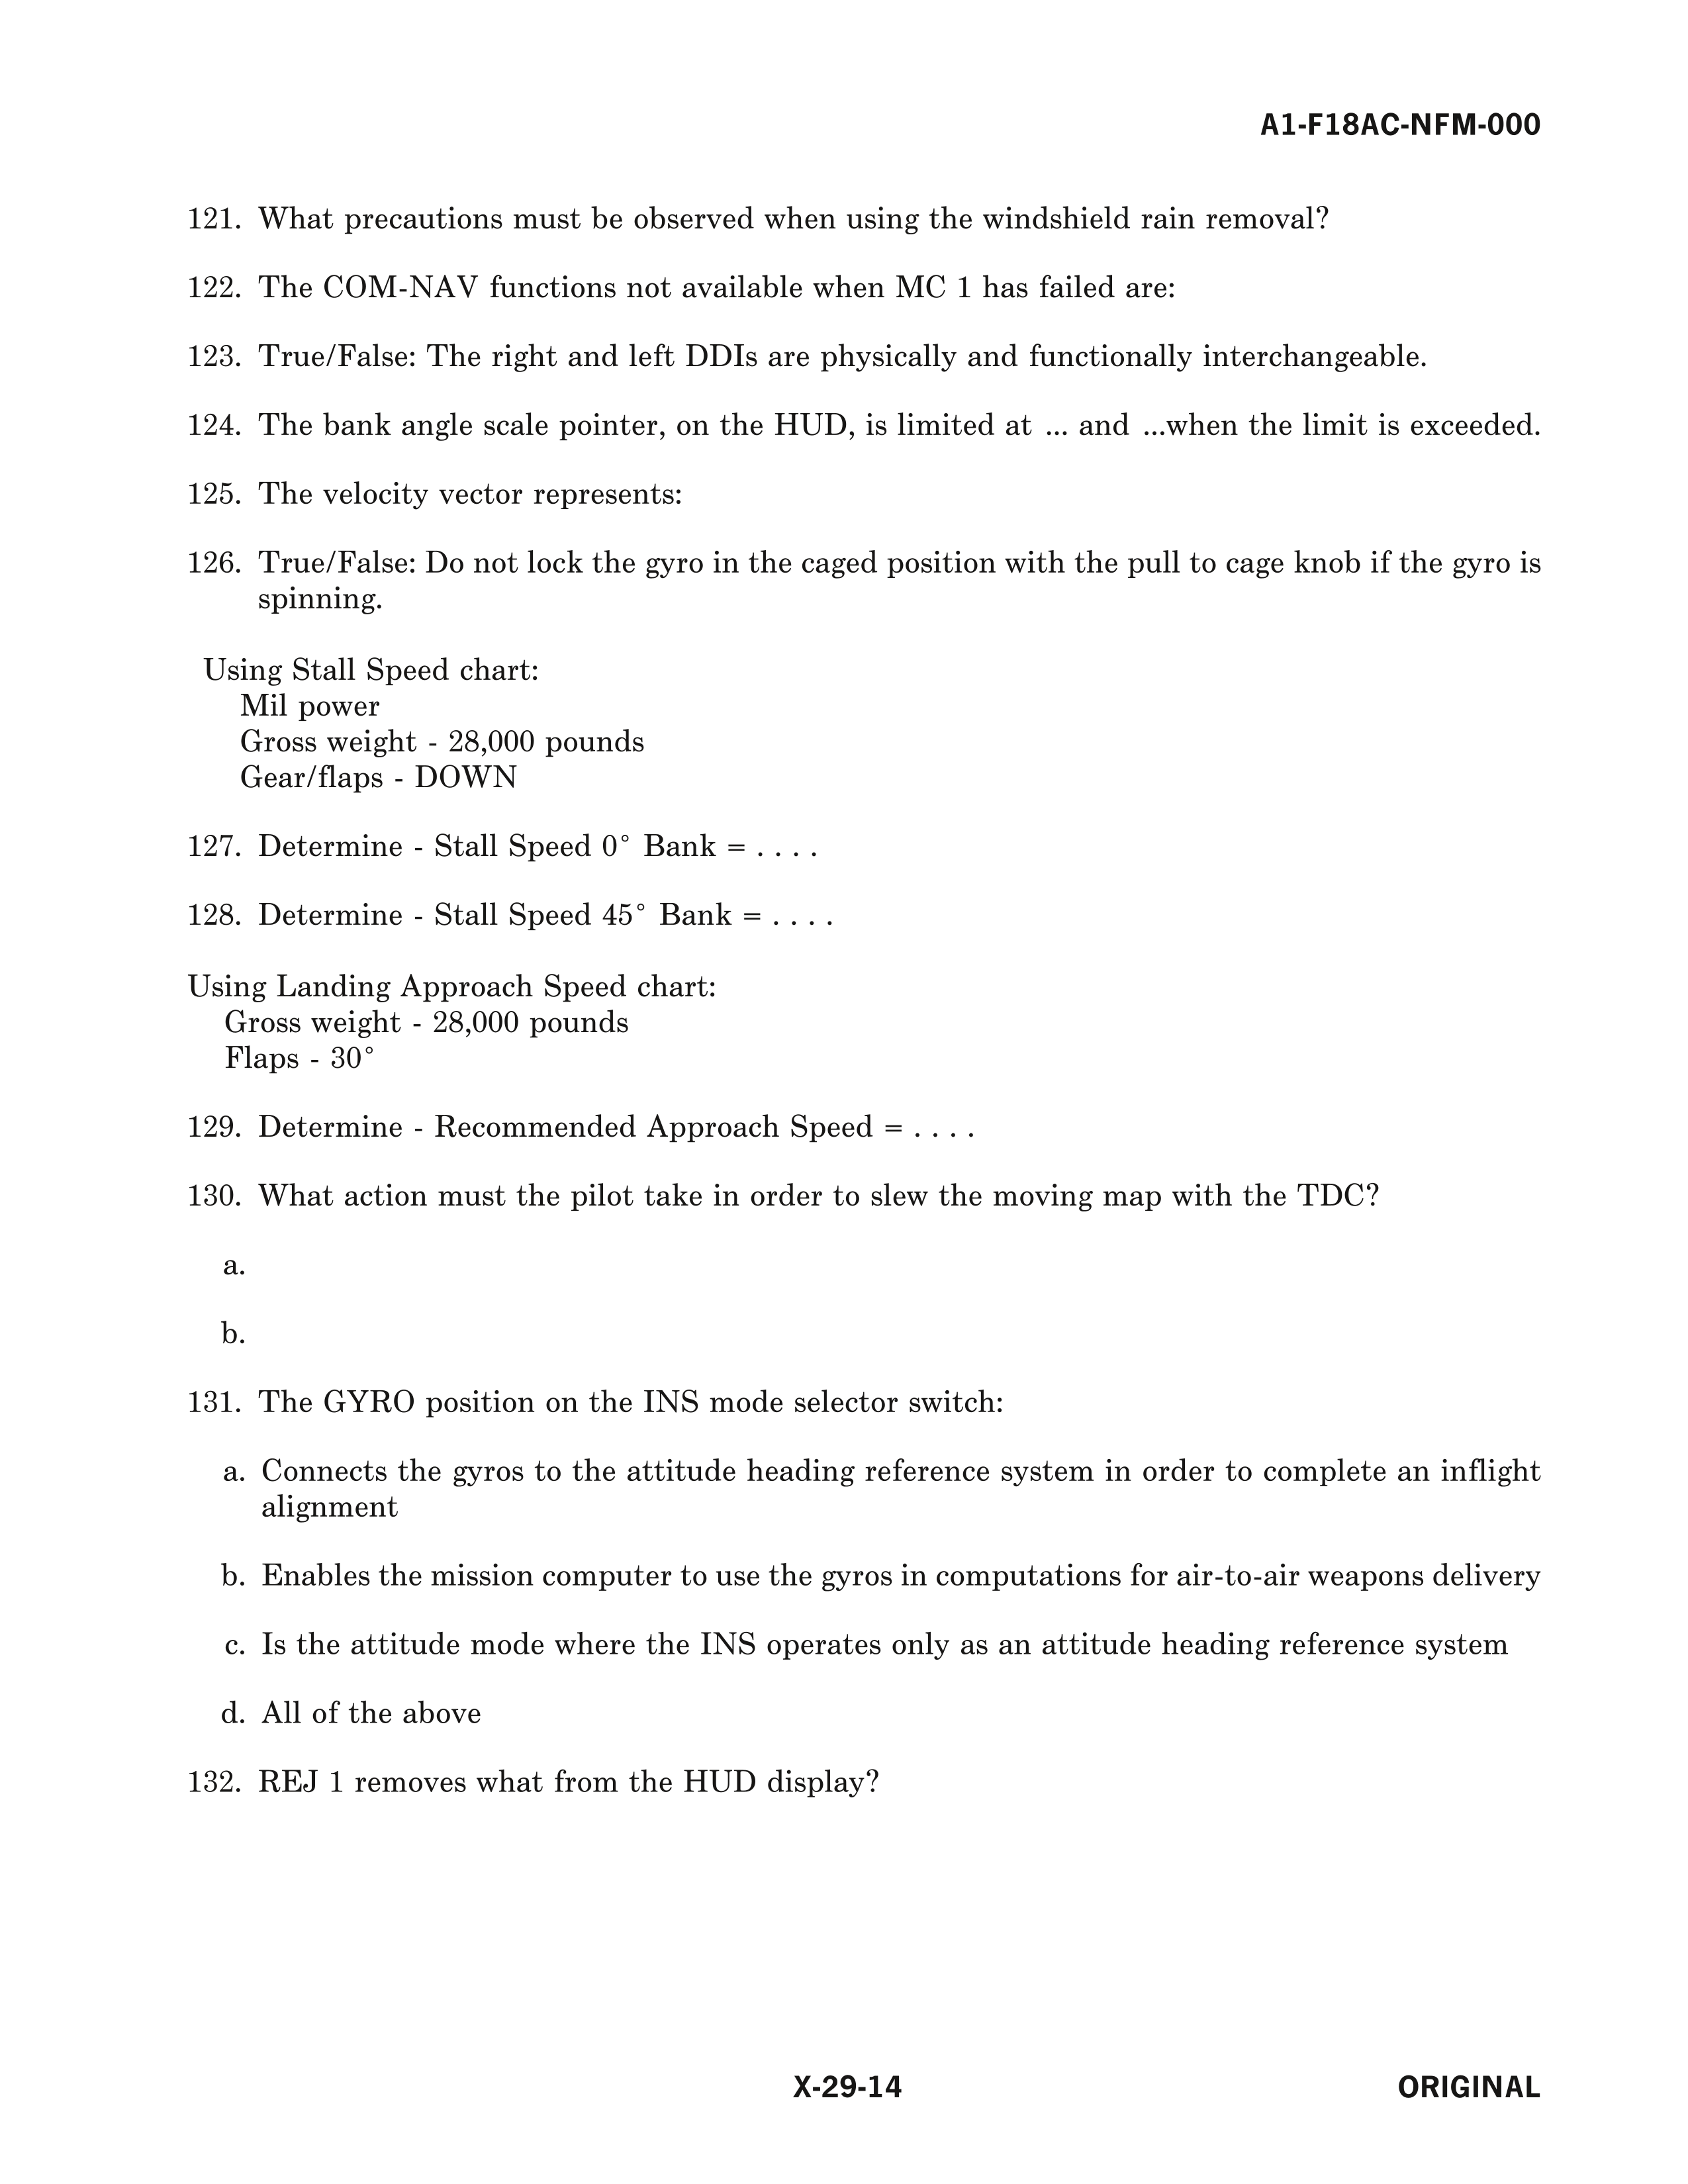 A1-F18AC-NFM-000
121. What precautions must be observed when using the windshield rain removal?
122. The COM-NAV functions not available when MC 1 has failed are:
123. True/False: The right and left DDIs are physically and functionally interchangeable.
124. The bank angle scale pointer, on the HUD, is limited at ... and ...when the limit is exceeded.
125. The velocity vector represents:
126. True/False: Do not lock the gyro in the caged position with the pull to cage knob if the gyro is
spinning.
Using Stall Speed chart:
Mil power
Gross weight - 28,000 pounds
Gear/flaps - DOWN
127. Determine - Stall Speed 0° Bank = . . . .
128. Determine - Stall Speed 45° Bank = . . . .
Using Landing Approach Speed chart:
Gross weight - 28,000 pounds
Flaps - 30°
129. Determine - Recommended Approach Speed = . . . .
130. What action must the pilot take in order to slew the moving map with the TDC?
a.
b.
131. The GYRO position on the INS mode selector switch:
a. Connects the gyros to the attitude heading reference system in order to complete an inflight
alignment
b. Enables the mission computer to use the gyros in computations for air-to-air weapons delivery
c. Is the attitude mode where the INS operates only as an attitude heading reference system
d. All of the above
132. REJ 1 removes what from the HUD display?
X-29-14 ORIGINAL